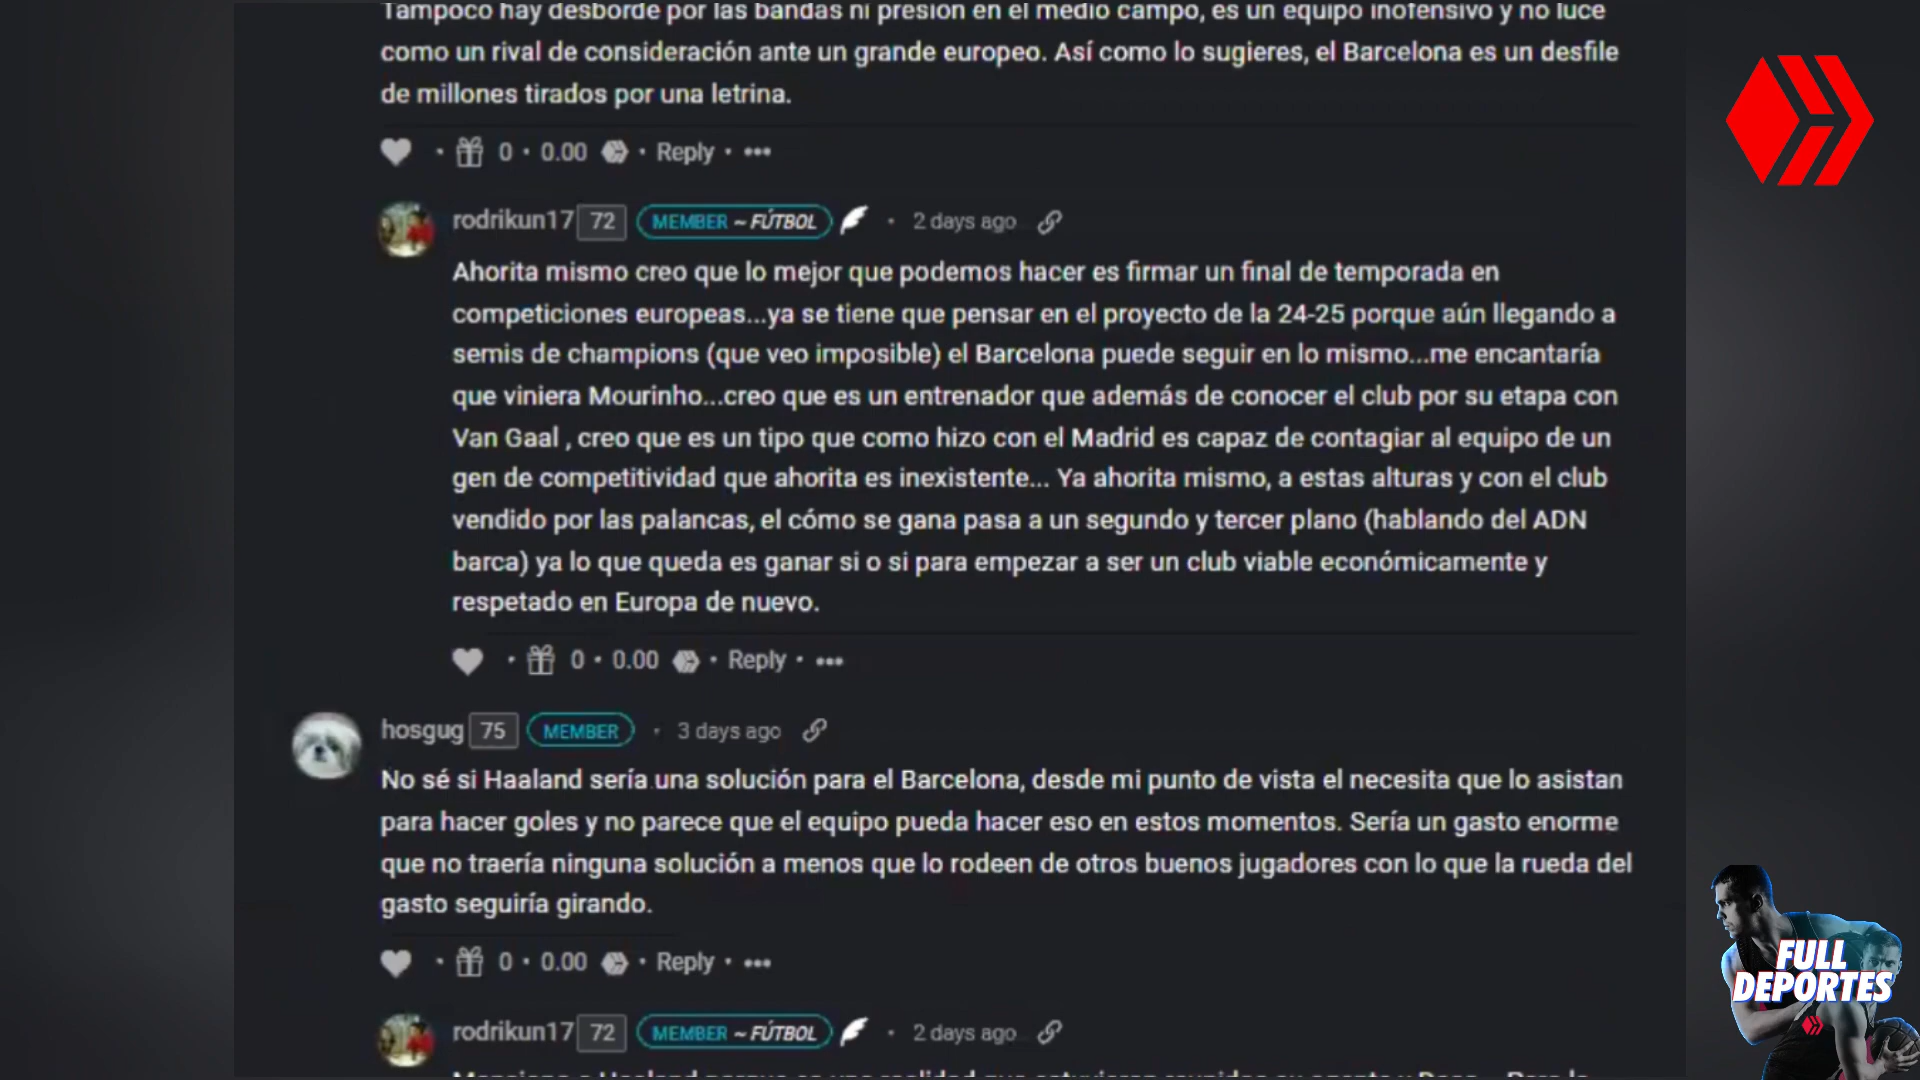 Tampoco hay desborde por las bandas ni presión en el medio campo, es un equipo inofensivo y no luce
como un rival de consideración ante un grande europeo. Así como lo sugieres, el Barcelona es un desfile
de millones tirados por una letrina.
0 · 0.00 · Reply · •••
rodrikun17 72 MEMBER ~ FÚTBOL · 2 days ago
Ahorita mismo creo que lo mejor que podemos hacer es firmar un final de temporada en
competiciones europeas...ya se tiene que pensar en el proyecto de la 24-25 porque aún llegando a
semis de champions (que veo imposible) el Barcelona puede seguir en lo mismo...me encantaría
que viniera Mourinho...creo que es un entrenador que además de conocer el club por su etapa con
Van Gaal , creo que es un tipo que como hizo con el Madrid es capaz de contagiar al equipo de un
gen de competitividad que ahorita es inexistente... Ya ahorita mismo, a estas alturas y con el club
vendido por las palancas, el cómo se gana pasa a un segundo y tercer plano (hablando del ADN
barca) ya lo que queda es ganar si o si para empezar a ser un club viable económicamente y
respetado en Europa de nuevo.
0 · 0.00 · Reply · •••
hosgug 75 MEMBER · 3 days ago
No sé si Haaland sería una solución para el Barcelona, desde mi punto de vista el necesita que lo asistan
para hacer goles y no parece que el equipo pueda hacer eso en estos momentos. Sería un gasto enorme
que no traería ninguna solución a menos que lo rodeen de otros buenos jugadores con lo que la rueda del
gasto seguiría girando.
0 · 0.00 · Reply · •••
rodrikun17 72 MEMBER ~ FÚTBOL · 2 days ago
FULL
DEPORTES